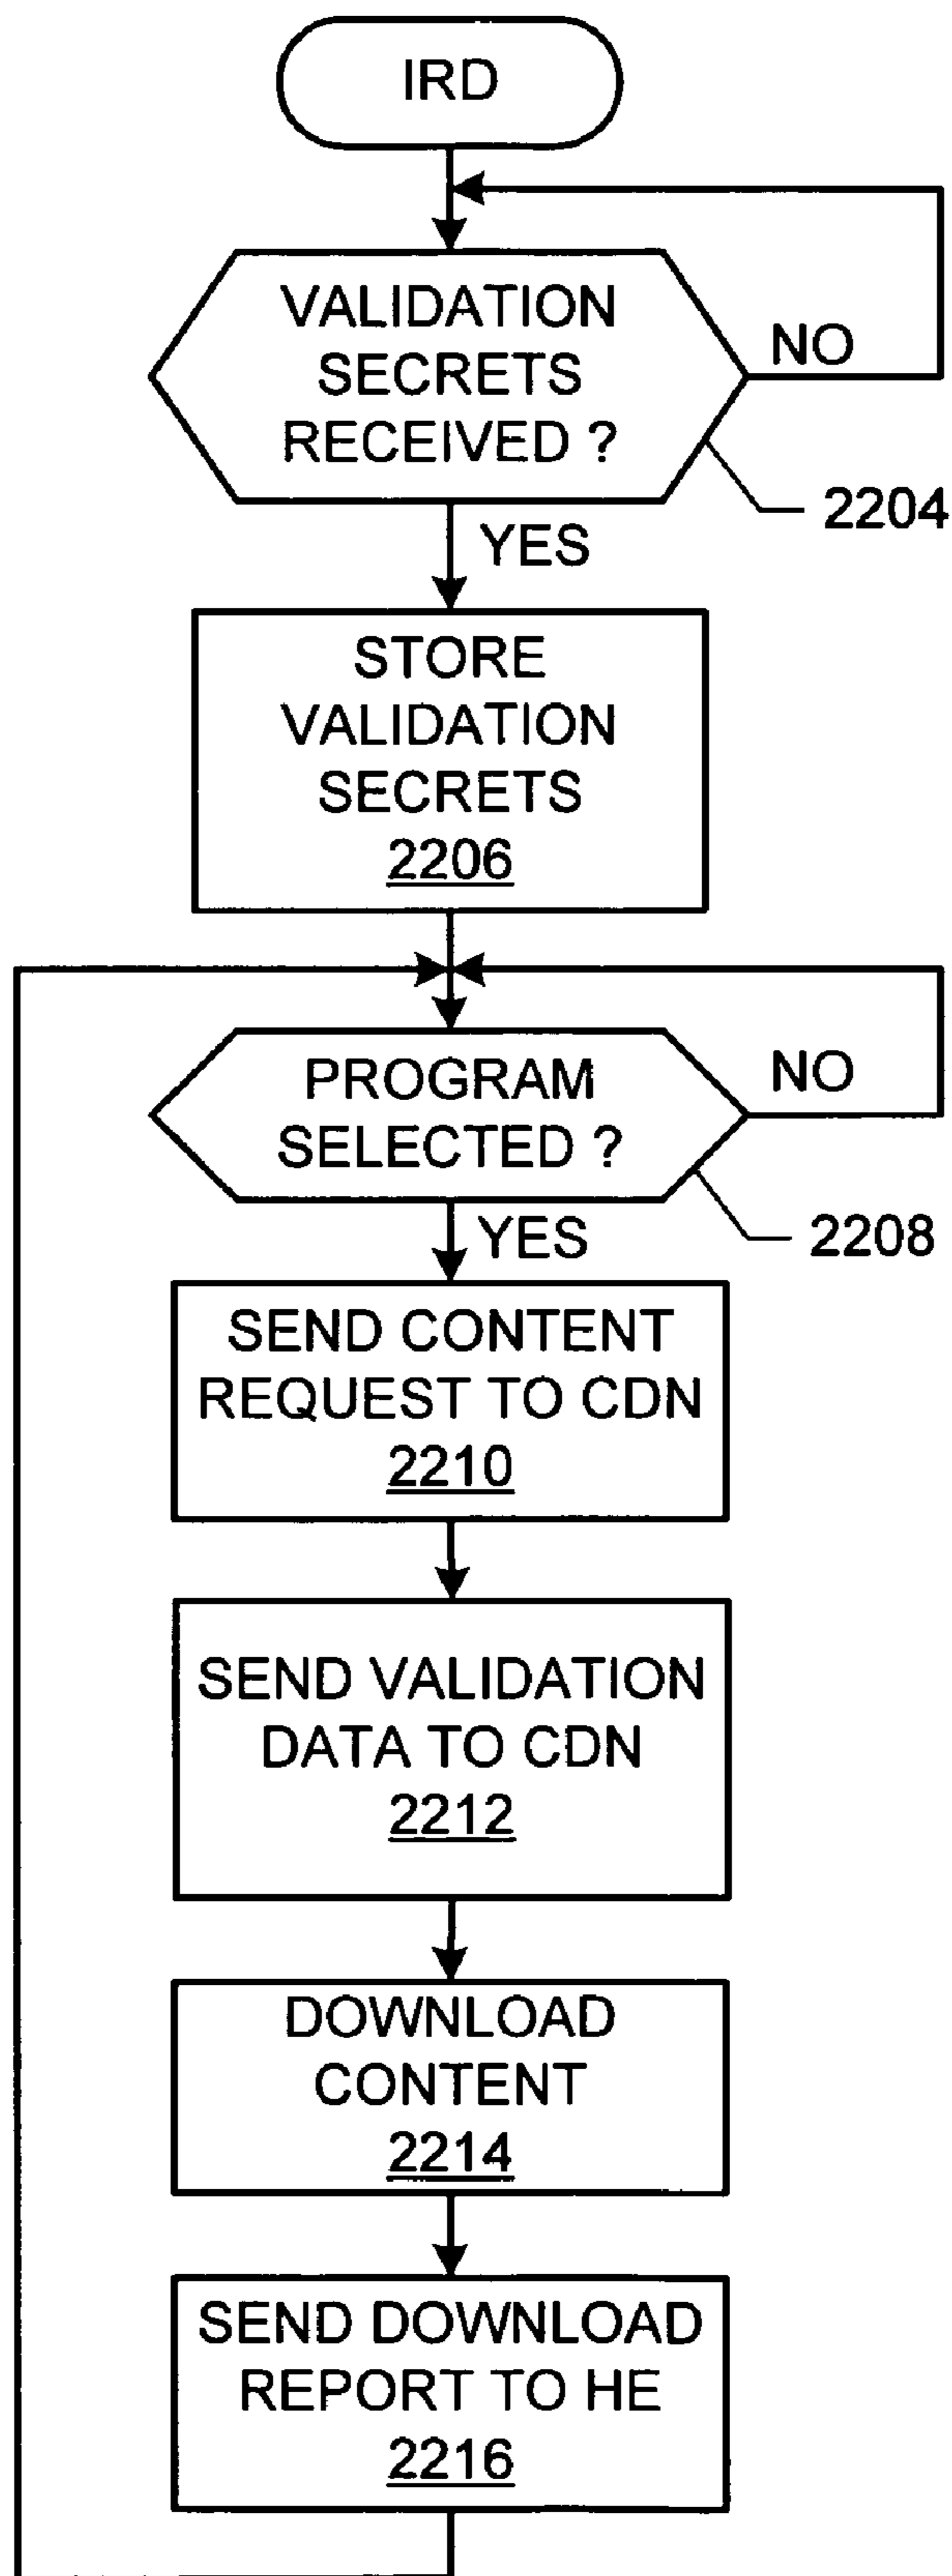 IRD
VALIDATION
SECRETS
RECEIVED ?
NO
2204
YES
STORE
VALIDATION
SECRETS
2206
PROGRAM
SELECTED ?
NO
2208
YES
SEND CONTENT
REQUEST TO CDN
2210
SEND VALIDATION
DATA TO CDN
2212
DOWNLOAD
CONTENT
2214
SEND DOWNLOAD
REPORT TO HE
2216